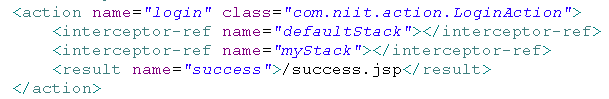 <action name="login" class="com.niit.action.LoginAction">
<interceptor-ref name="defaultStack"></interceptor-ref>
<interceptor-ref name="myStack"></interceptor-ref>
<result name="success">/success.jsp</result>
</action>